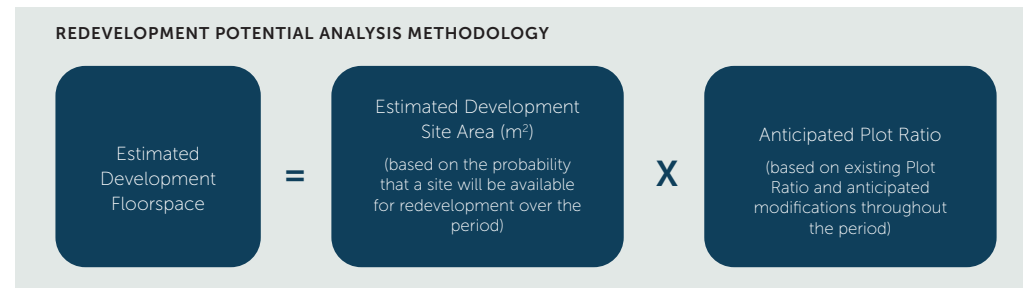 REDEVELOPMENT POTENTIAL ANALYSIS METHODOLOGY
Estimated
Development
Floorspace
=
Estimated Development
Site Area (m²)
(based on the probability
that a site will be available
for redevelopment over the
period)
X
Anticipated Plot Ratio
(based on existing Plot
Ratio and anticipated
modifications throughout
the period)